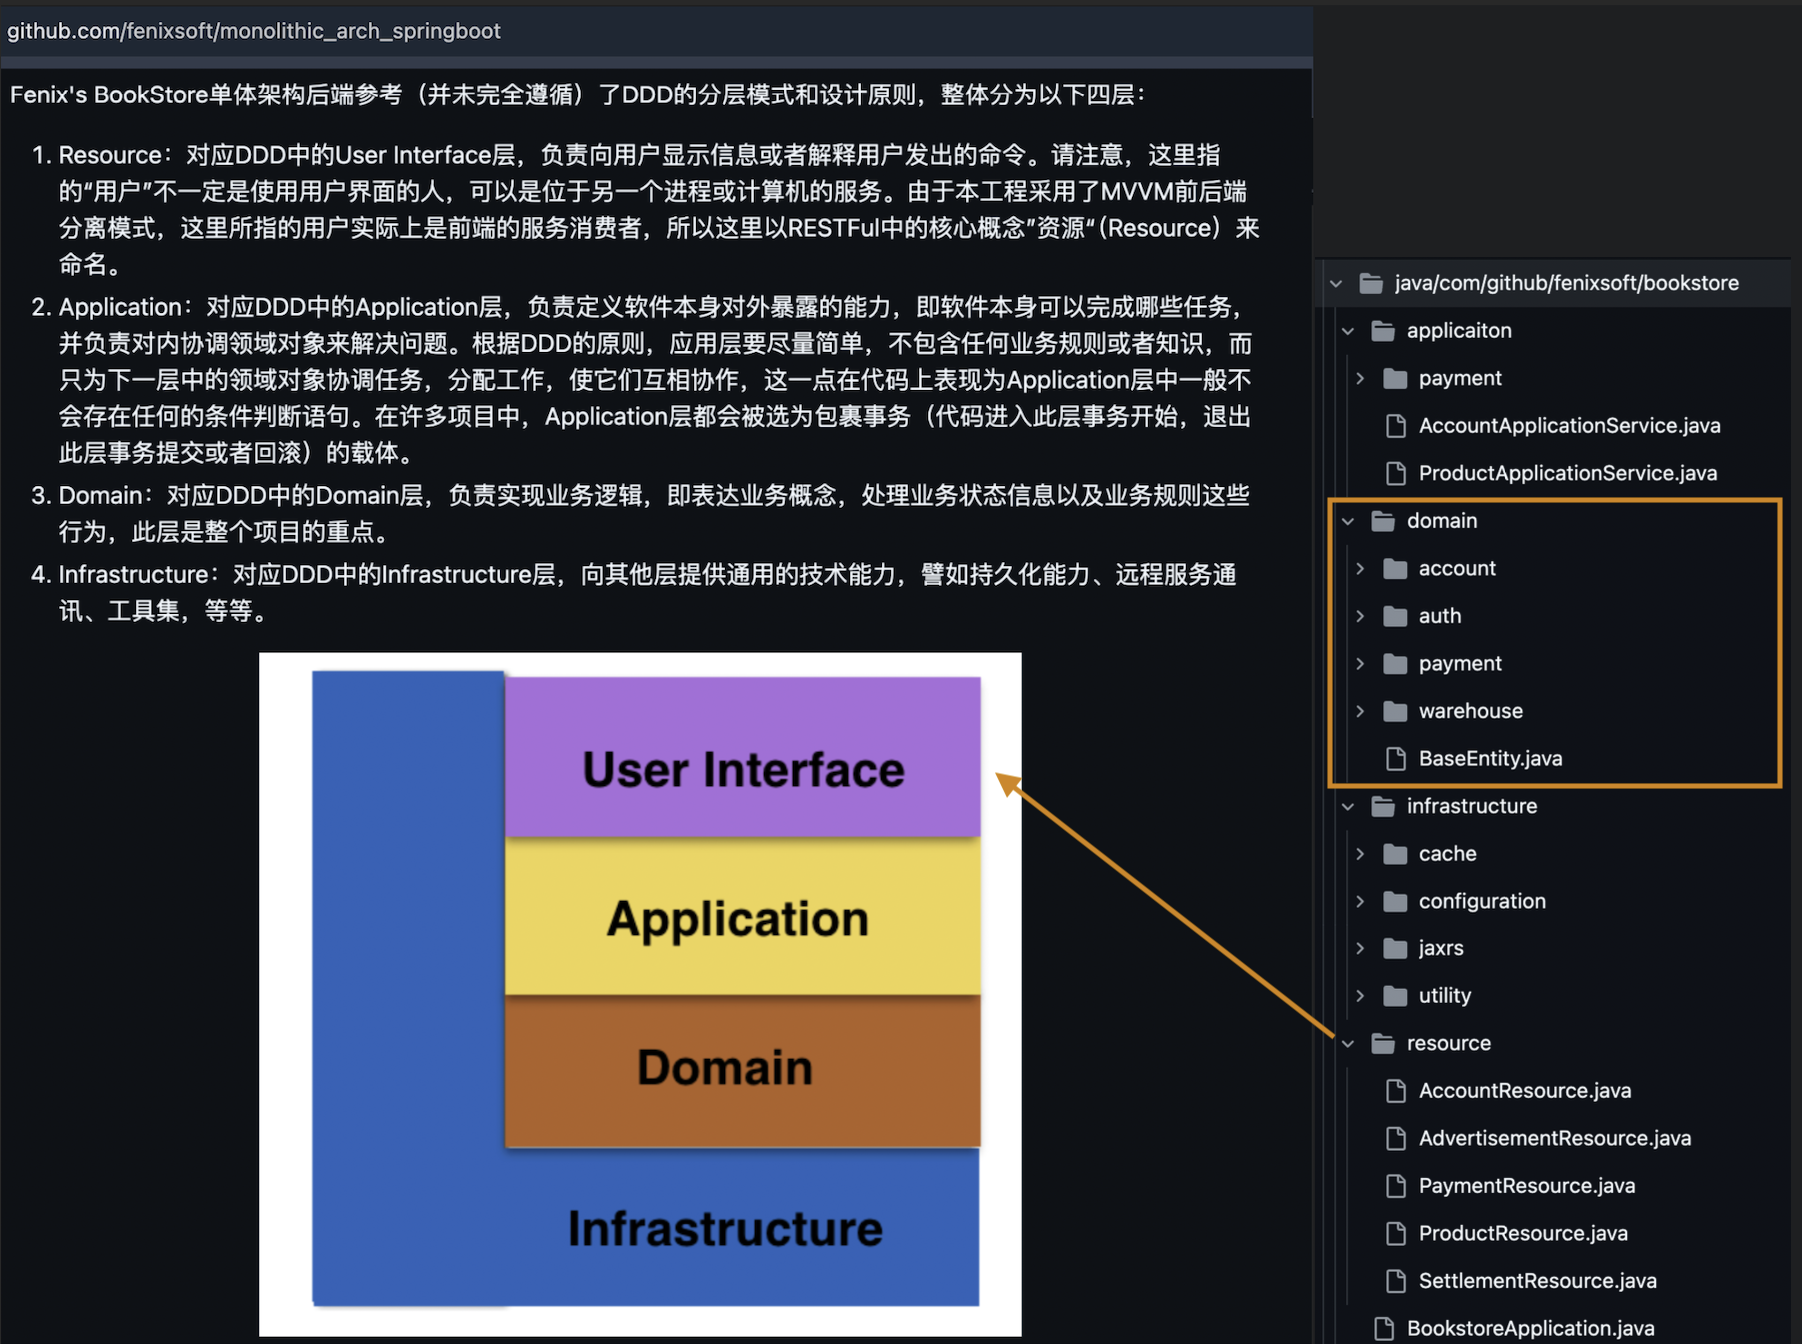 github.com/fenixsoft/monolithic_arch_springboot
Fenix's BookStore单体架构后端参考（并未完全遵循）了DDD的分层模式和设计原则，整体分为以下四层：
1. Resource：对应DDD中的User Interface层，负责向用户显示信息或者解释用户发出的命令。请注意，这里指
的“用户”不一定是使用用户界面的人，可以是位于另一个进程或计算机的服务。由于本工程采用了MVVM前后端
分离模式，这里所指的用户实际上是前端的服务消费者，所以这里以RESTFul中的核心概念”资源“（Resource）来
命名。
2. Application：对应DDD中的Application层，负责定义软件本身对外暴露的能力，即软件本身可以完成哪些任务，
并负责对内协调领域对象来解决问题。根据DDD的原则，应用层要尽量简单，不包含任何业务规则或者知识，而
只为下一层中的领域对象协调任务，分配工作，使它们互相协作，这一点在代码上表现为Application层中一般不
会存在任何的条件判断语句。在许多项目中，Application层都会被选为包裹事务（代码进入此层事务开始，退出
此层事务提交或者回滚）的载体。
3. Domain：对应DDD中的Domain层，负责实现业务逻辑，即表达业务概念，处理业务状态信息以及业务规则这些
行为，此层是整个项目的重点。
4. Infrastructure：对应DDD中的Infrastructure层，向其他层提供通用的技术能力，譬如持久化能力、远程服务通
讯、工具集，等等。
User Interface
Application
Domain
Infrastructure
java/com/github/fenixsoft/bookstore
applicaiton
payment
AccountApplicationService.java
ProductApplicationService.java
domain
account
auth
payment
warehouse
BaseEntity.java
infrastructure
cache
configuration
jaxrs
utility
resource
AccountResource.java
AdvertisementResource.java
PaymentResource.java
ProductResource.java
SettlementResource.java
BookstoreApplication.java